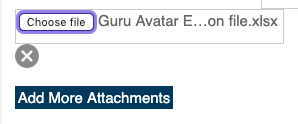 Choose file Guru Avatar E...on file.xlsx
Add More Attachments